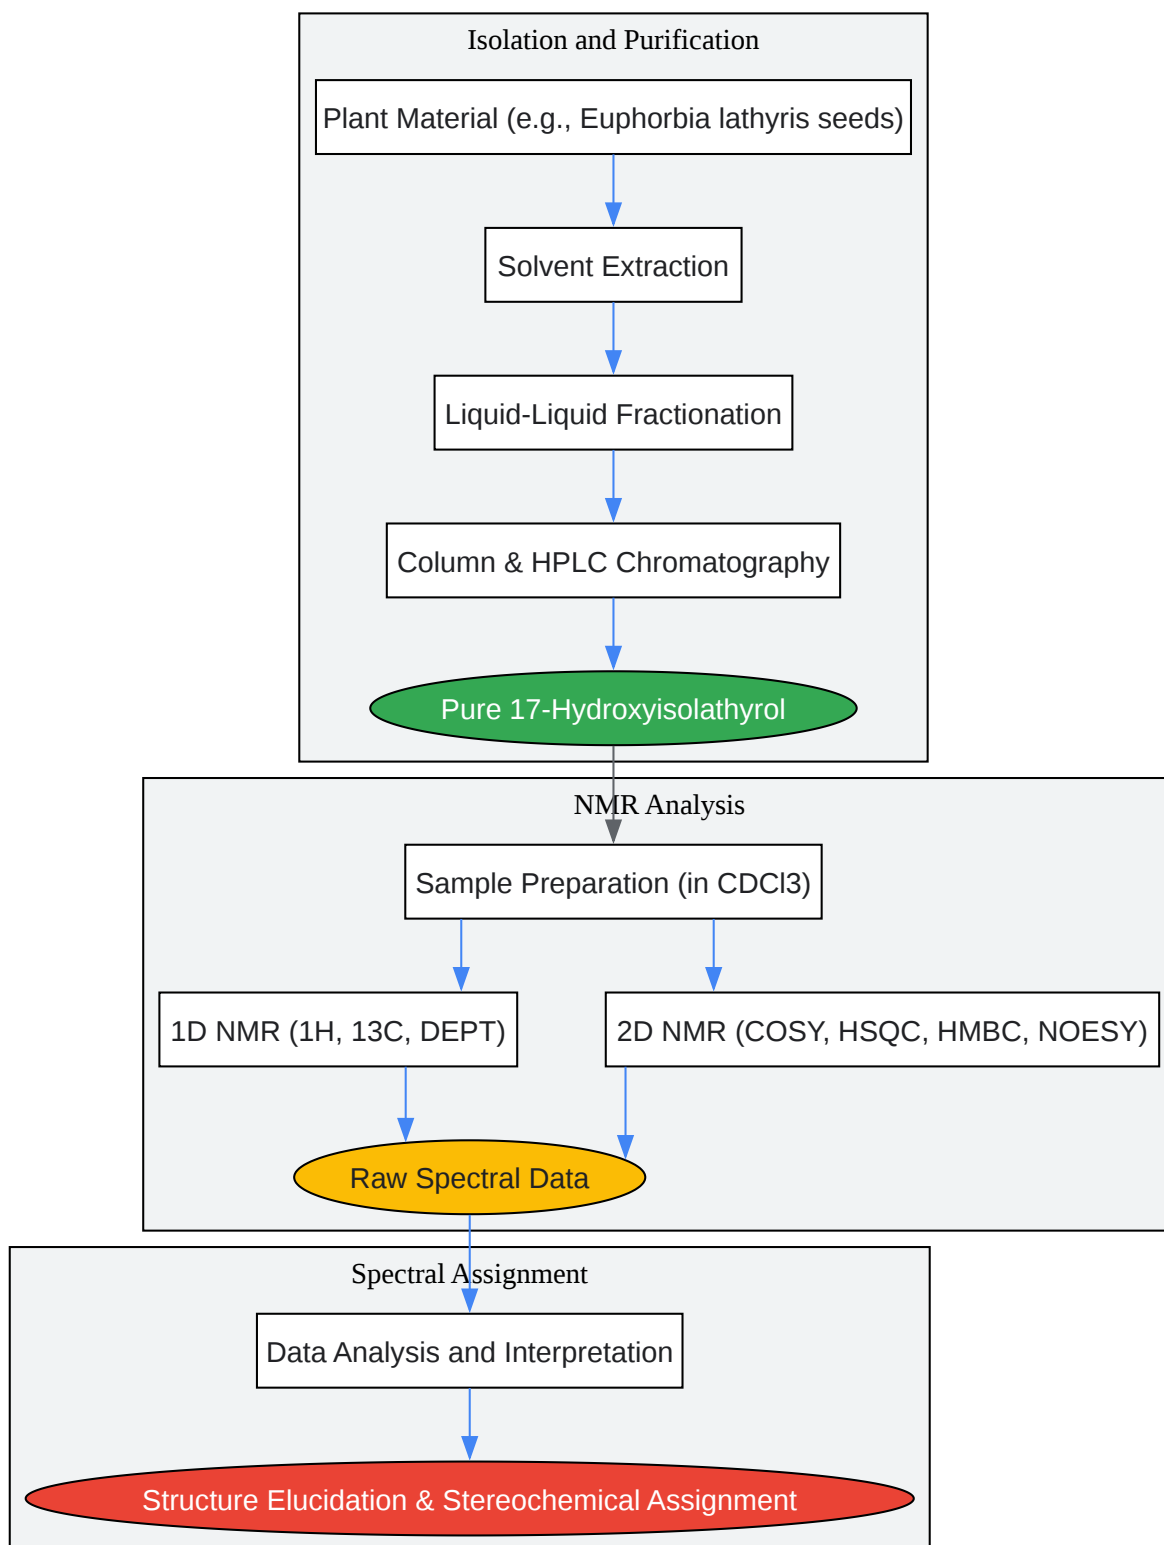 Isolation and Purification
Plant Material (e.g., Euphorbia lathyris seeds)
Solvent Extraction
Liquid-Liquid Fractionation
Column & HPLC Chromatography
Pure 17-Hydroxyisolathyrol
NMR Analysis
Sample Preparation (in CDCl3)
1D NMR (1H, 13C, DEPT)
2D NMR (COSY, HSQC, HMBC, NOESY)
Raw Spectral Data
Spectral Assignment
Data Analysis and Interpretation
Structure Elucidation & Stereochemical Assignment